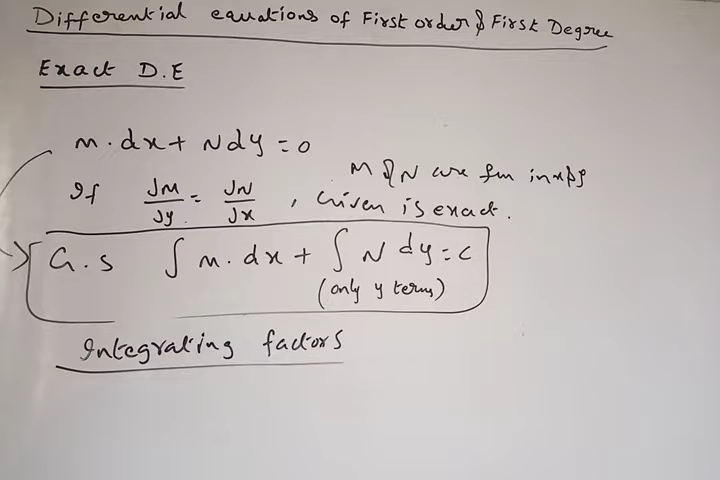 Differential equations of First order & First Degree
Exact D.E
M.dx + N dy = 0
M & N are fun in x & y
If ∂M/∂y = ∂N/∂x , Given is exact.
G.S ∫ M.dx + ∫ N dy = c
(only y terms)
Integrating factors